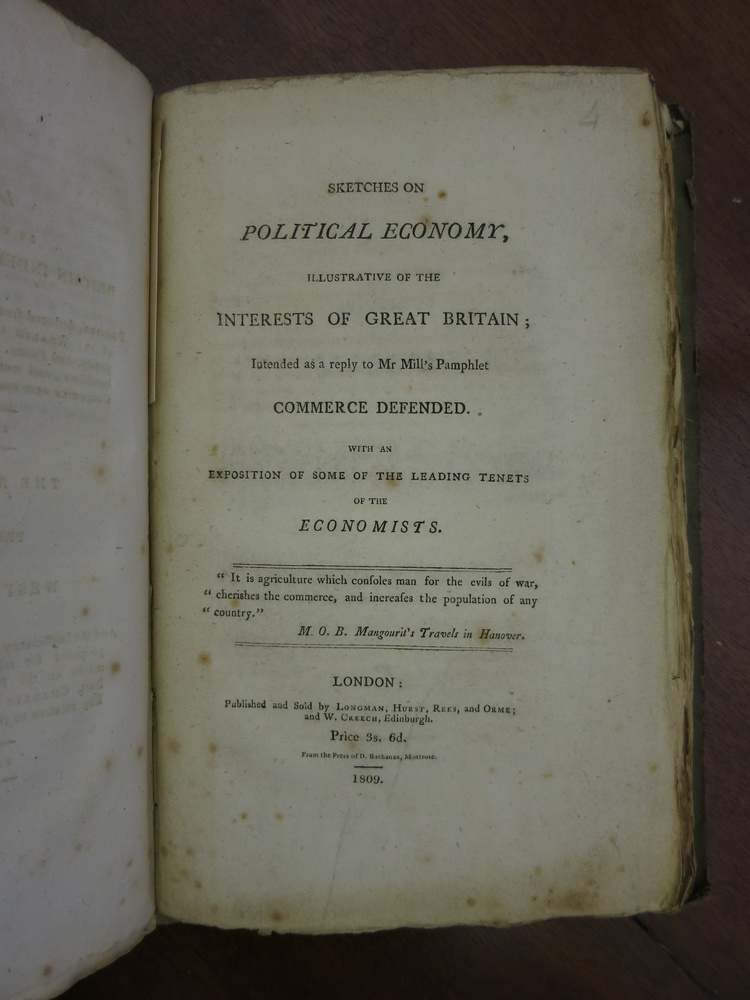 4
SKETCHES ON
POLITICAL ECONOMY,
ILLUSTRATIVE OF THE
INTERESTS OF GREAT BRITAIN ;
Intended as a reply to Mr Mill's Pamphlet
COMMERCE DEFENDED.
WITH AN
EXPOSITION OF SOME OF THE LEADING TENETS
OF THE
ECONOMISTS.
“ It is agriculture which conſoles man for the evils of war,
“ cheriſhes the commerce, and increaſes the population of any
“ country.”
M. O. B. Mangourit's Travels in Hanover.
LONDON :
Published and Sold by LONGMAN, HURST, REES, and ORME ;
and W. CREECH, Edinburgh.
Price 3s. 6d.
From the Press of D. Buchanan, Montrose.
1809.